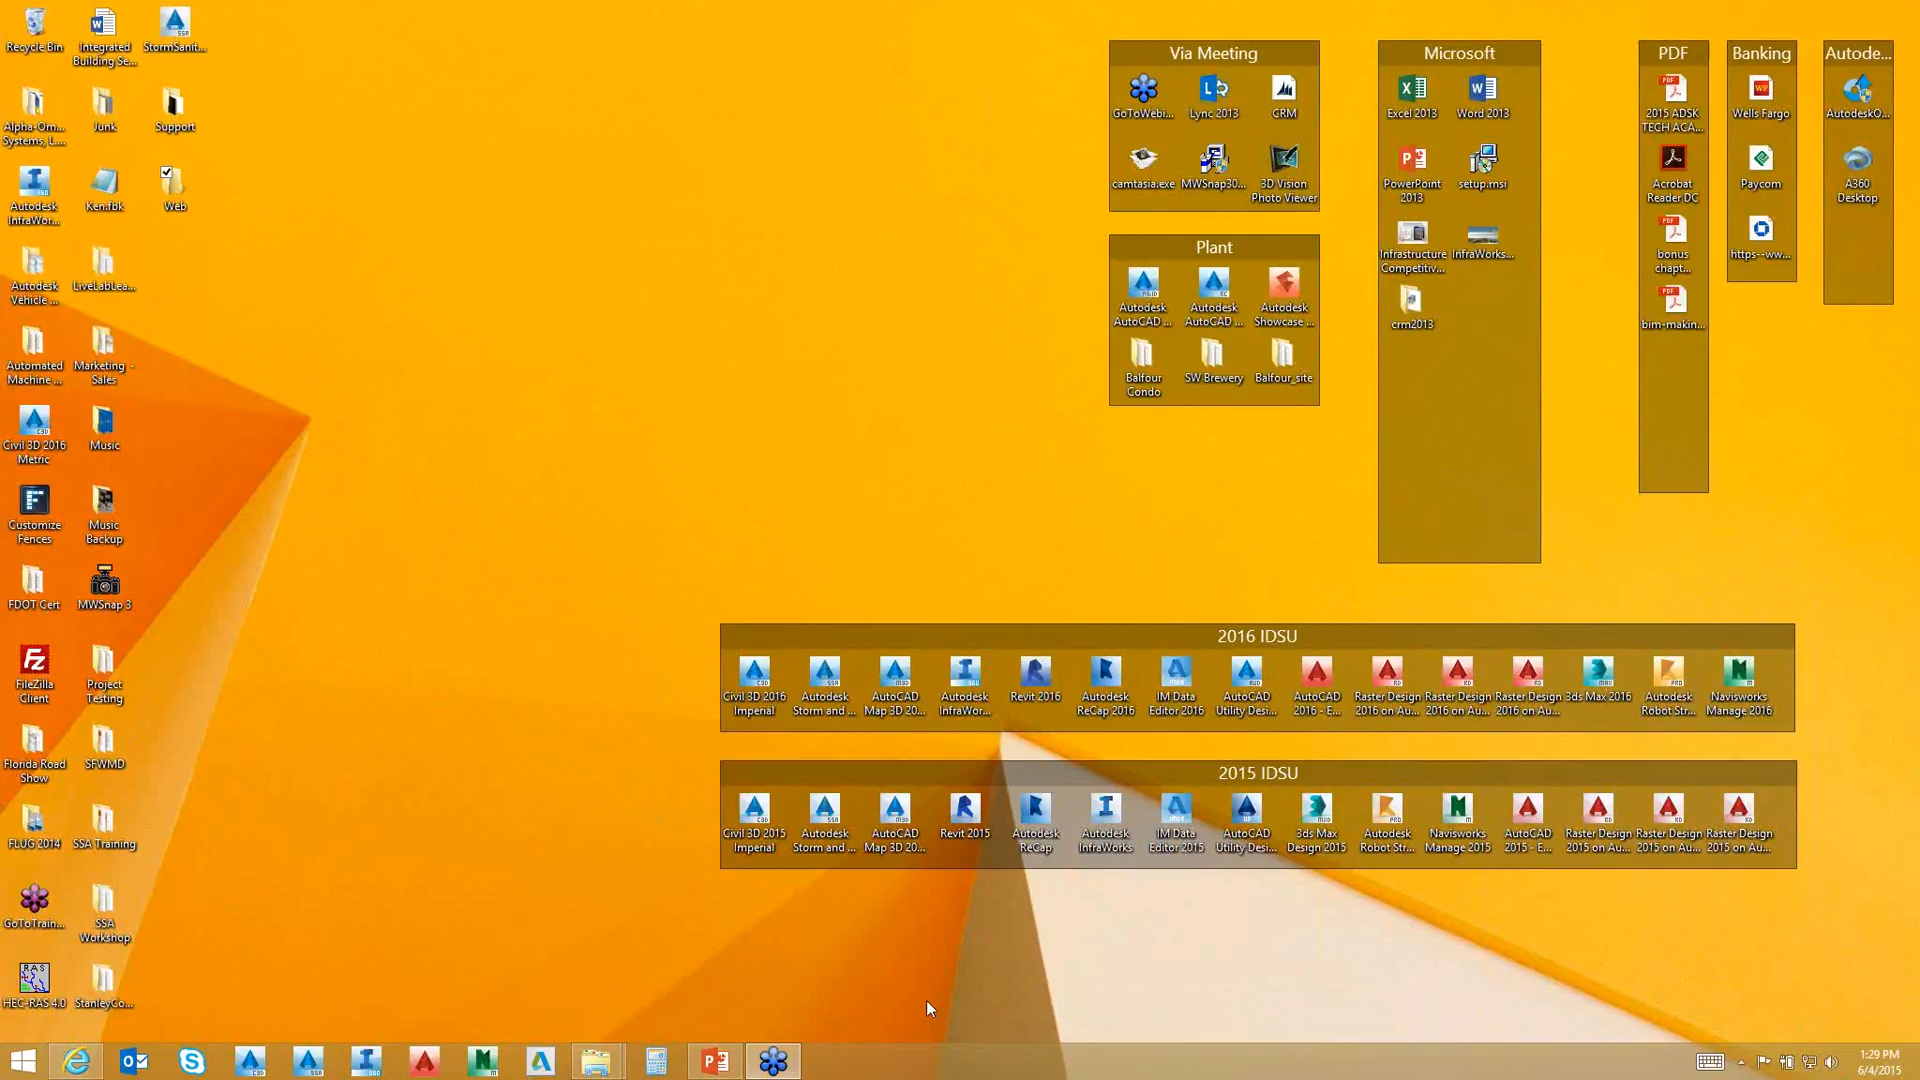 Recycle Bin
Integrated
Building Se...
StormSanit...
Alpha-Om...
Systems, L....
Junk
Support
Autodesk
InfraWor...
Ken.fbk
Web
Autodesk
Vehicle ...
LiveLabLea...
Automated
Machine ...
Marketing -
Sales
Civil 3D 2016
Metric
Music
Customize
Fences
Music
Backup
FDOT Cert
MWSnap 3
FileZilla
Client
Project
Testing
Florida Road
Show
SFWMD
FLUG 2014
SSA Training
GoToTrain...
SSA
Workshop
HEC-RAS 4.0
StanleyCo...
Via Meeting
GoToWebi...
Lync 2013
CRM
camtasia.exe
MWSnap30...
3D Vision
Photo Viewer
Plant
Autodesk
AutoCAD ...
Autodesk
AutoCAD ...
Autodesk
Showcase ...
Balfour
Condo
SW Brewery
Balfour_site
Microsoft
Excel 2013
Word 2013
PowerPoint
2013
setup.msi
Infrastructure
Competitiv...
InfraWorks...
crm2013
PDF
2015 ADSK
TECH ACA...
Acrobat
Reader DC
bonus
chapt...
bim-makin...
Banking
Wells Fargo
Paycom
https--ww...
Autode...
AutodeskO...
A360
Desktop
2016 IDSU
Civil 3D 2016
Imperial
Autodesk
Storm and ...
AutoCAD
Map 3D 20...
Autodesk
InfraWor...
Revit 2016
Autodesk
ReCap 2016
IM Data
Editor 2016
AutoCAD
Utility Desi...
AutoCAD
2016 - E...
Raster Design
2016 on Au...
Raster Design
2016 on Au...
Raster Design
2016 on Au...
3ds Max 2016
Autodesk
Robot Str...
Navisworks
Manage 2016
2015 IDSU
Civil 3D 2015
Imperial
Autodesk
Storm and ...
AutoCAD
Map 3D 20...
Revit 2015
Autodesk
ReCap
Autodesk
InfraWorks
IM Data
Editor 2015
AutoCAD
Utility Desi...
3ds Max
Design 2015
Autodesk
Robot Str...
Navisworks
Manage 2015
AutoCAD
2015 - E...
Raster Design
2015 on Au...
Raster Design
2015 on Au...
Raster Design
2015 on Au...
1:29 PM
6/4/2015